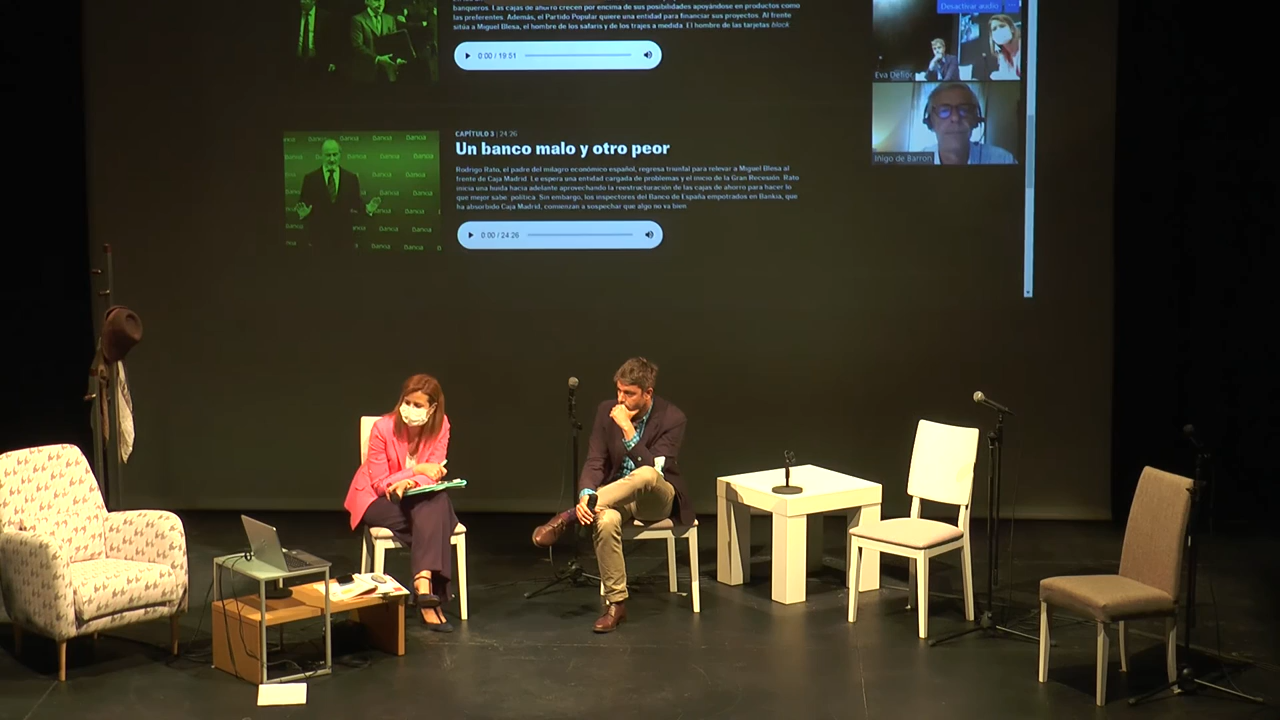 banqueros. Las cajas de ahorro crecen por encima de sus posibilidades apoyándose en productos como
las preferentes. Además, el Partido Popular quiere una entidad para financiar sus proyectos. Al frente
sitúa a Miguel Blesa, el hombre de los safaris y de los trajes a medida. El hombre de las tarjetas black.
0:00 / 19:51
Desactivar audio
Eva Defior
Iñigo de Barron
CAPÍTULO 3 | 24:26
Un banco malo y otro peor
Rodrigo Rato, el padre del milagro económico español, regresa triunfal para relevar a Miguel Blesa al
frente de Caja Madrid. Le espera una entidad cargada de problemas y el inicio de la Gran Recesión. Rato
inicia una huida hacia adelante aprovechando la reestructuración de las cajas de ahorro para hacer lo
que mejor sabe: política. Sin embargo, los inspectores del Banco de España empotrados en Bankia, que
ha absorbido Caja Madrid, comienzan a sospechar que algo no va bien.
0:00 / 24:26
Bankia